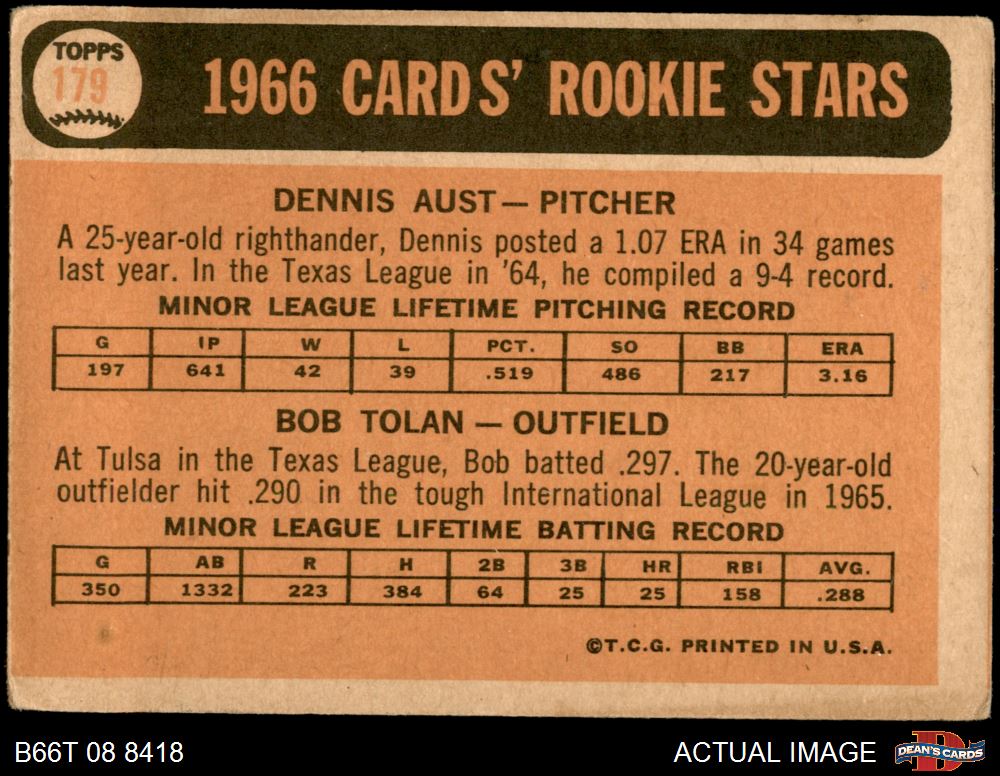 TOPPS
179
1966 CARDS' ROOKIE STARS
DENNIS AUST — PITCHER
A 25-year-old righthander, Dennis posted a 1.07 ERA in 34 games
last year. In the Texas League in '64, he compiled a 9-4 record.
MINOR LEAGUE LIFETIME PITCHING RECORD
G IP W L PCT. SO BB ERA
197 641 42 39 .519 486 217 3.16
BOB TOLAN — OUTFIELD
At Tulsa in the Texas League, Bob batted .297. The 20-year-old
outfielder hit .290 in the tough International League in 1965.
MINOR LEAGUE LIFETIME BATTING RECORD
G AB R H 2B 3B HR RBI AVG.
350 1332 223 384 64 25 25 158 .288
©T.C.G. PRINTED IN U.S.A.
B66T 08 8418
ACTUAL IMAGE
D
DEAN'S CARDS